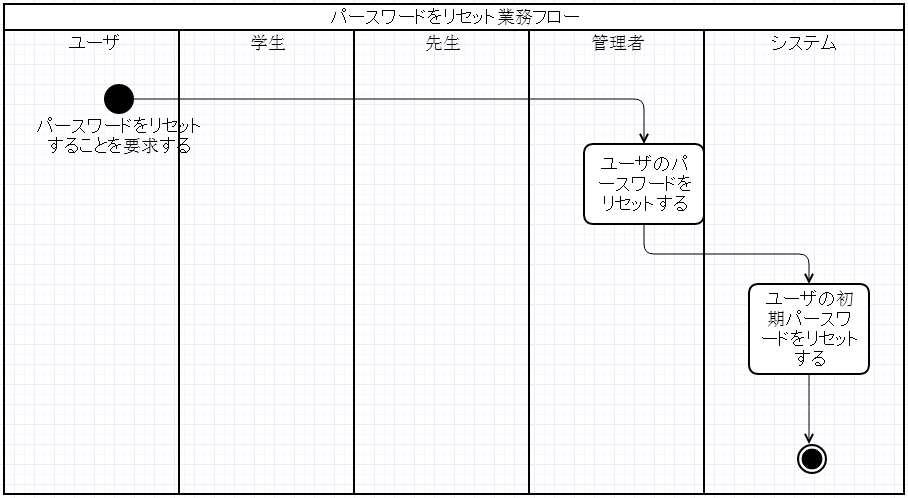 パースワードをリセット業務フロー
ユーザ
学生
先生
管理者
システム
パースワードをリセット
することを要求する
ユーザのパ
ースワードを
リセットする
ユーザの初
期パースワ
ードをリセット
する